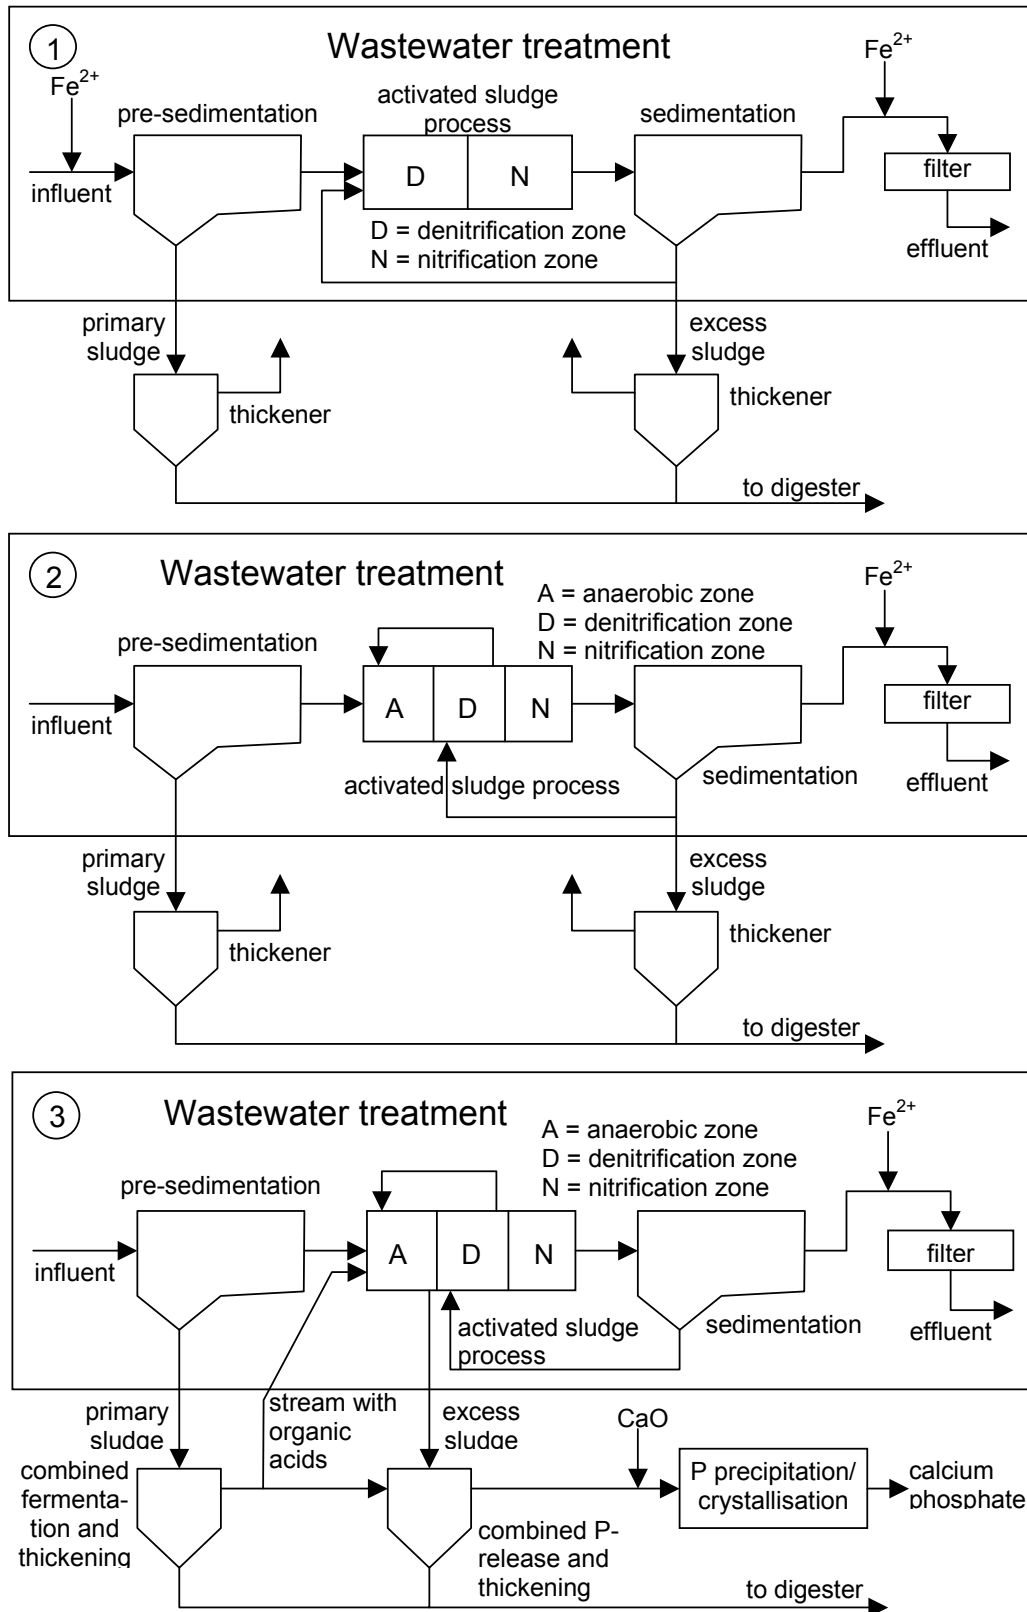 1
Wastewater treatment
Fe²⁺
Fe²⁺
activated sludge
process
pre-sedimentation
sedimentation
influent
D
N
filter
D = denitrification zone
N = nitrification zone
effluent
primary
sludge
excess
sludge
thickener
thickener
to digester
2
Wastewater treatment
Fe²⁺
A = anaerobic zone
D = denitrification zone
N = nitrification zone
pre-sedimentation
influent
A
D
N
filter
activated sludge process
sedimentation
effluent
primary
sludge
excess
sludge
thickener
thickener
to digester
3
Wastewater treatment
Fe²⁺
A = anaerobic zone
D = denitrification zone
N = nitrification zone
pre-sedimentation
influent
A
D
N
filter
activated sludge
process
sedimentation
effluent
primary
sludge
stream with
organic
acids
excess
sludge
CaO
combined
fermenta-
tion and
thickening
P precipitation/
crystallisation
calcium
phosphate
combined P-
release and
thickening
to digester